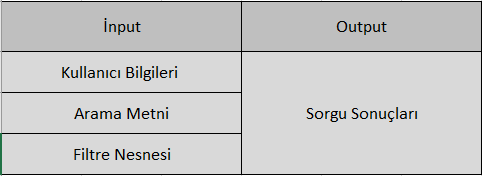 İnput
Output
Kullanıcı Bilgileri
Arama Metni
Sorgu Sonuçları
Filtre Nesnesi